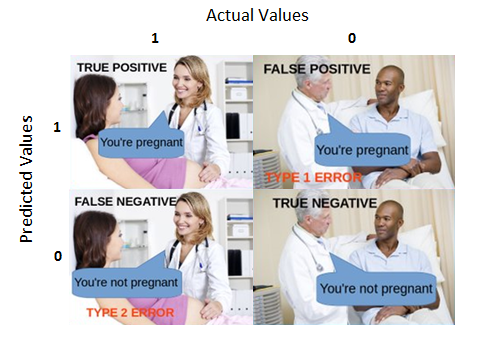 Actual Values
1 0
Predicted Values
1
0
TRUE POSITIVE
You're pregnant
FALSE POSITIVE
You're pregnant
TYPE 1 ERROR
FALSE NEGATIVE
You're not pregnant
TYPE 2 ERROR
TRUE NEGATIVE
You're not pregnant